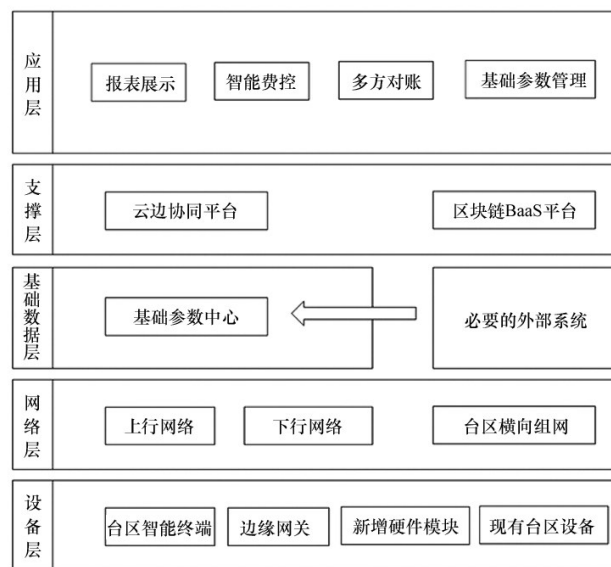 应用层
报表展示 智能费控 多方对账 基础参数管理
支撑层
云边协同平台 区块链BaaS平台
基础数据层
基础参数中心 必要的外部系统
网络层
上行网络 下行网络 台区横向组网
设备层
台区智能终端 边缘网关 新增硬件模块 现有台区设备